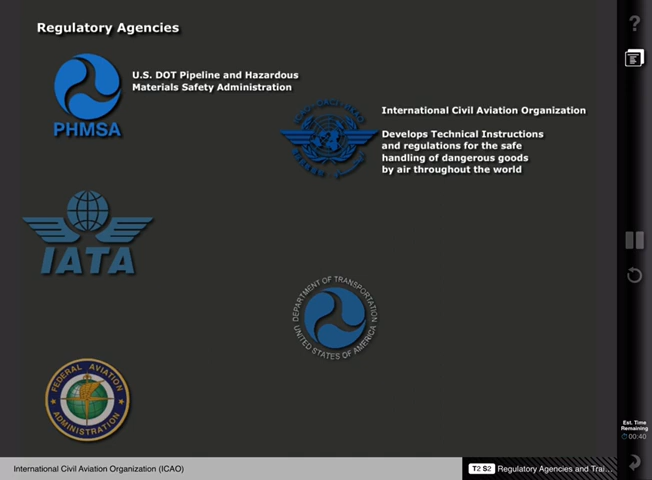 Regulatory Agencies
PHMSA
U.S. DOT Pipeline and Hazardous
Materials Safety Administration
International Civil Aviation Organization
Develops Technical Instructions
and regulations for the safe
handling of dangerous goods
by air throughout the world
IATA
DEPARTMENT OF TRANSPORTATION
UNITED STATES OF AMERICA
FEDERAL AVIATION
ADMINISTRATION
?
Est. Time
Remaining
00:40
International Civil Aviation Organization (ICAO)
T2 S2 Regulatory Agencies and Trai...